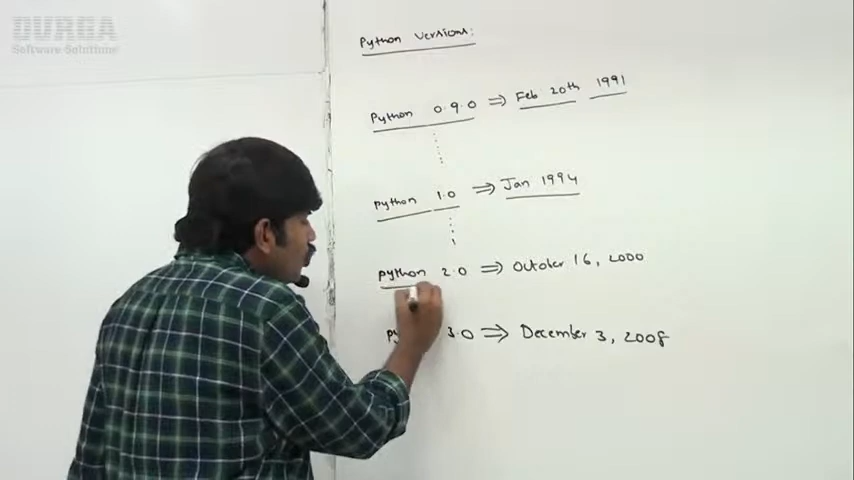 DURGA
Software Solutions
Python versions:
Python 0.9.0 ⇒ Feb 20th 1991
python 1.0 ⇒ Jan 1994
python 2.0 ⇒ October 16, 2000
3.0 ⇒ December 3, 2008